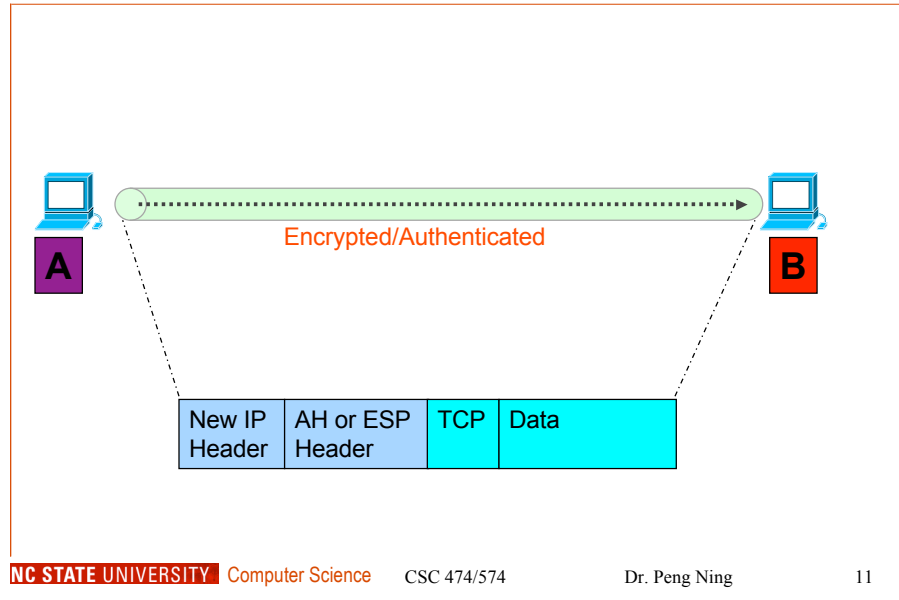 Encrypted/Authenticated
A
B
New IP Header
AH or ESP Header
TCP
Data
NC STATE UNIVERSITY Computer Science CSC 474/574 Dr. Peng Ning 11